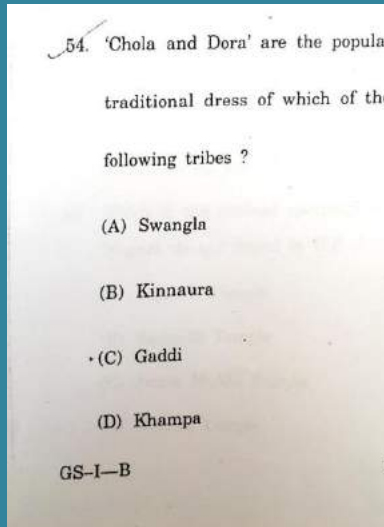 54. 'Chola and Dora' are the popula
traditional dress of which of the
following tribes ?
(A) Swangla
(B) Kinnaura
(C) Gaddi
(D) Khampa
GS–I—B